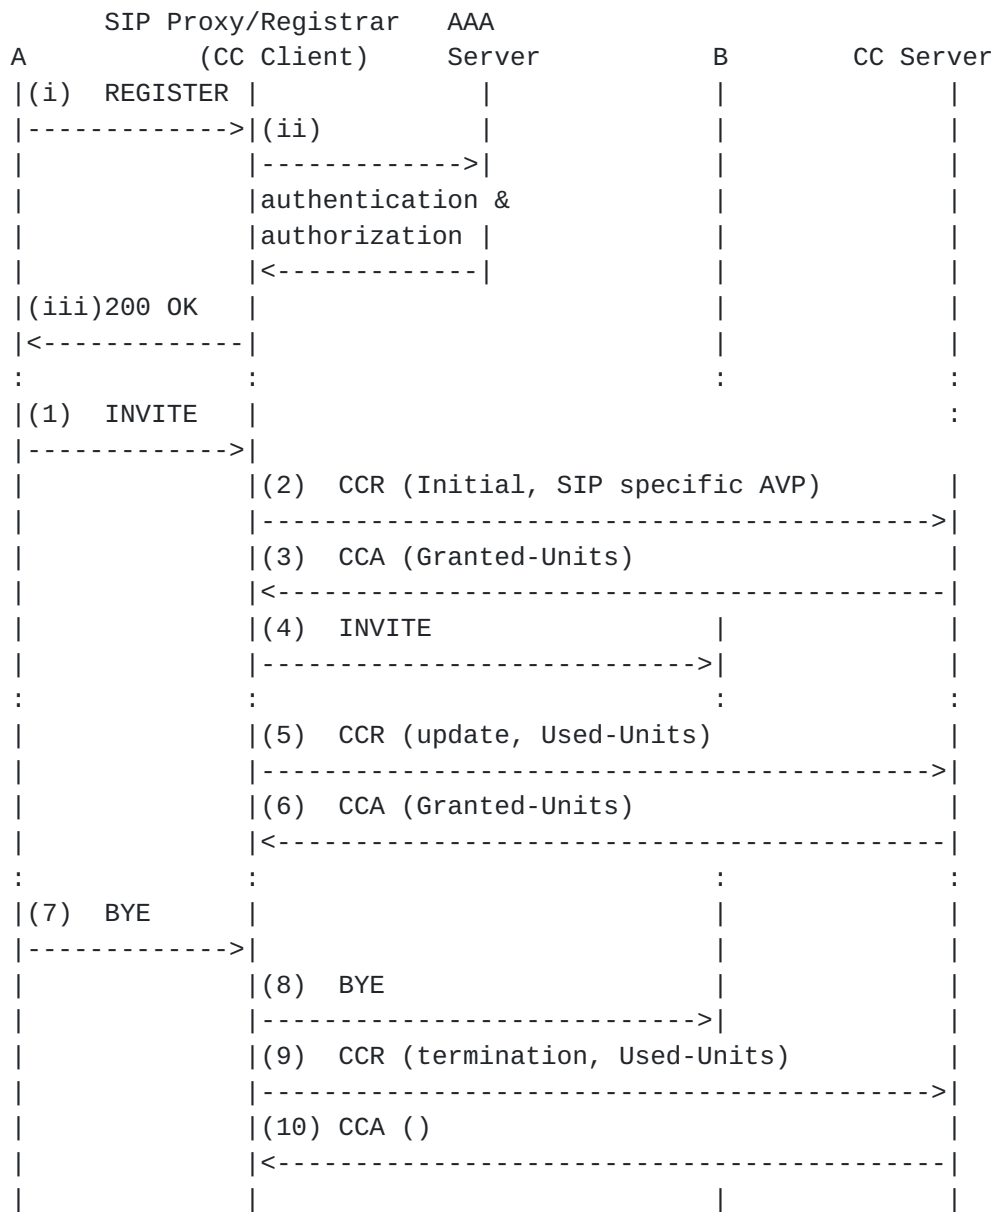 SIP Proxy/Registrar   AAA
A           (CC Client)     Server           B        CC Server
|(i)  REGISTER |              |              |              |
|------------->|(ii)          |              |              |
|              |------------->|              |              |
|              |authentication &             |              |
|              |authorization |              |              |
|              |<-------------|              |              |
|(iii)200 OK   |                             |              |
|<-------------|                             |              |
:              :                             :              :
|(1)  INVITE   |                                            :
|------------->|
|              |(2)  CCR (Initial, SIP specific AVP)        |
|              |------------------------------------------->|
|              |(3)  CCA (Granted-Units)                    |
|              |<-------------------------------------------|
|              |(4)  INVITE                  |              |
|              |---------------------------->|              |
:              :                             :              :
|              |(5)  CCR (update, Used-Units)               |
|              |------------------------------------------->|
|              |(6)  CCA (Granted-Units)                    |
|              |<-------------------------------------------|
:              :                             :              :
|(7)  BYE      |                             |              |
|------------->|                             |              |
|              |(8)  BYE                     |              |
|              |---------------------------->|              |
|              |(9)  CCR (termination, Used-Units)          |
|              |------------------------------------------->|
|              |(10) CCA ()                                 |
|              |<-------------------------------------------|
|              |                             |              |